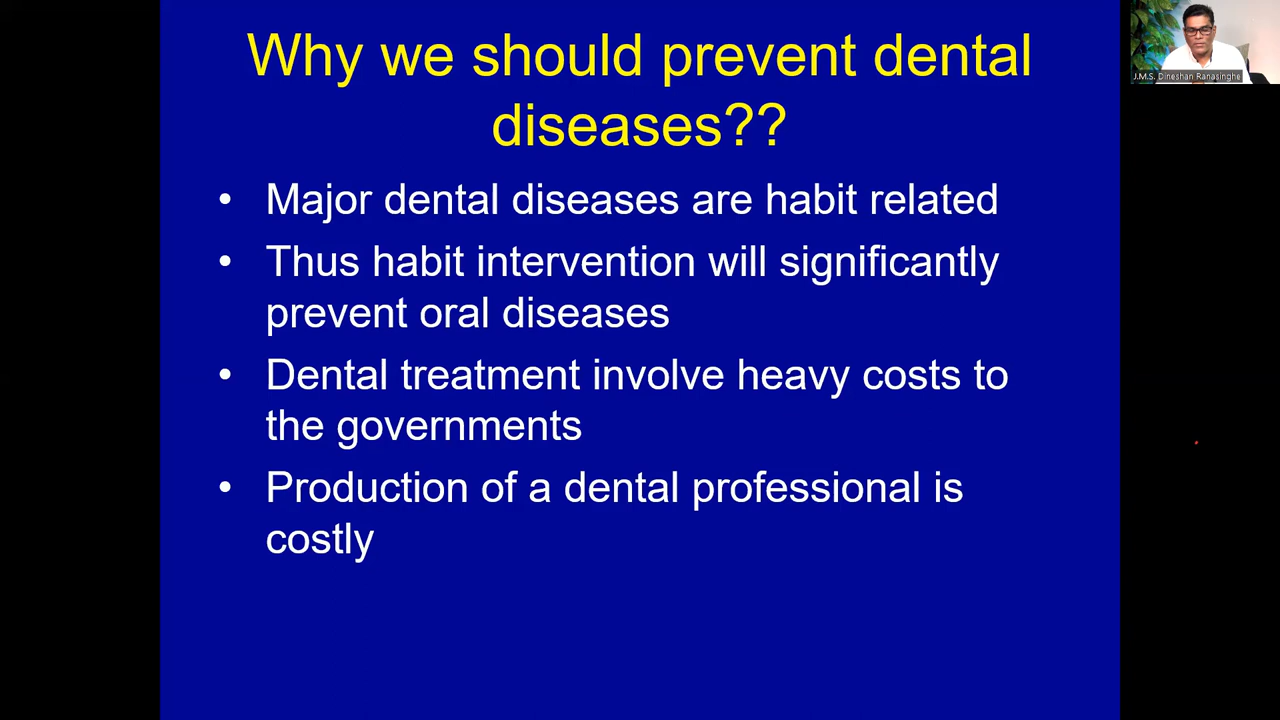 Why we should prevent dental
diseases??
• Major dental diseases are habit related
• Thus habit intervention will significantly
prevent oral diseases
• Dental treatment involve heavy costs to
the governments
• Production of a dental professional is
costly
J.M.S. Dineshan Ranasinghe